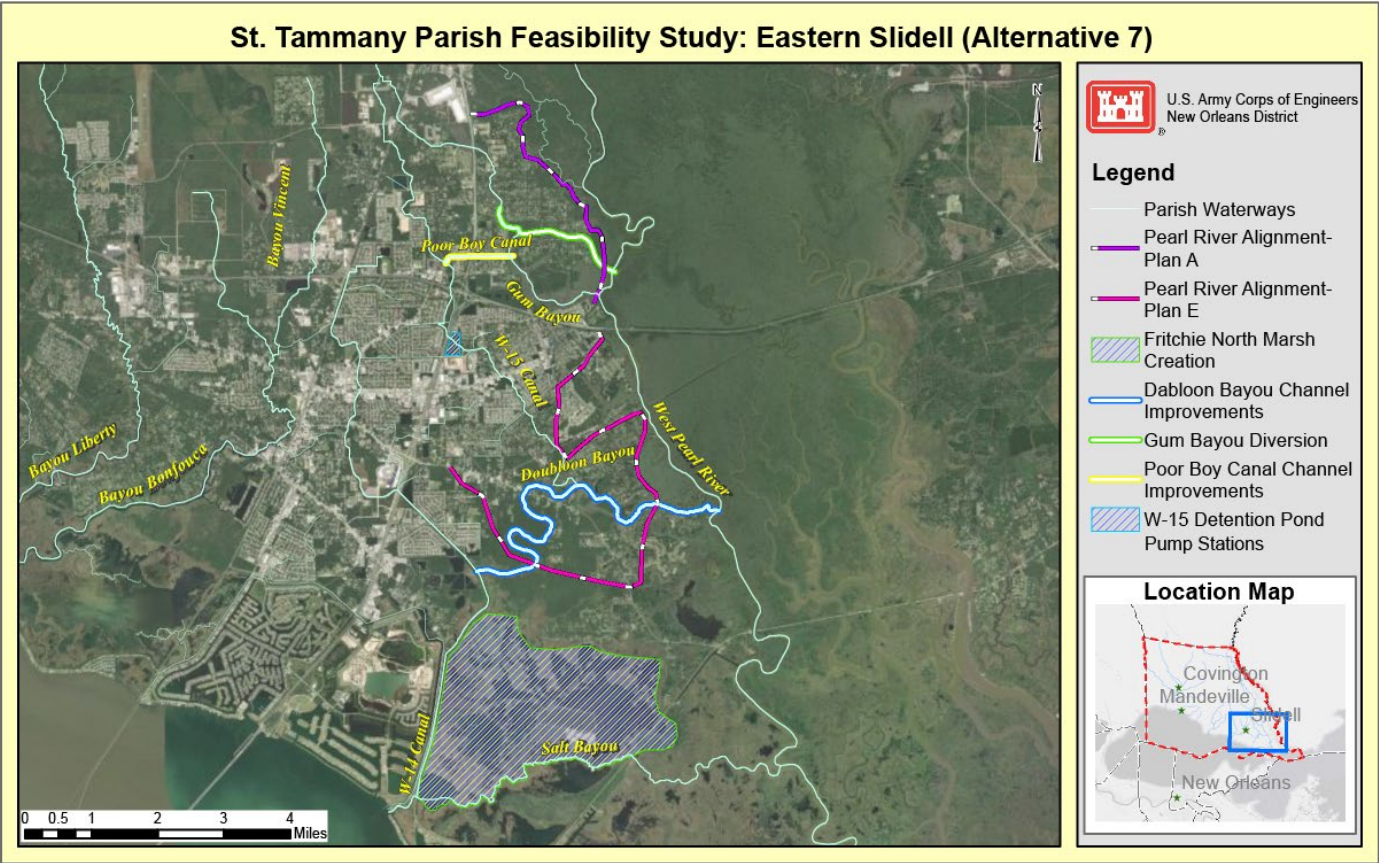 St. Tammany Parish Feasibility Study: Eastern Slidell (Alternative 7)
N
Bayou Vincent
Poor Boy Canal
Gum Bayou
W-15 Canal
West Pearl River
Bayou Liberty
Bayou Bonfouca
Doubloon Bayou
W-14 Canal
Salt Bayou
0 0.5 1 2 3 4
Miles
U.S. Army Corps of Engineers
New Orleans District
®
Legend
Parish Waterways
Pearl River Alignment-
Plan A
Pearl River Alignment-
Plan E
Fritchie North Marsh
Creation
Dabloon Bayou Channel
Improvements
Gum Bayou Diversion
Poor Boy Canal Channel
Improvements
W-15 Detention Pond
Pump Stations
Location Map
Covington
Mandeville
Slidell
New Orleans